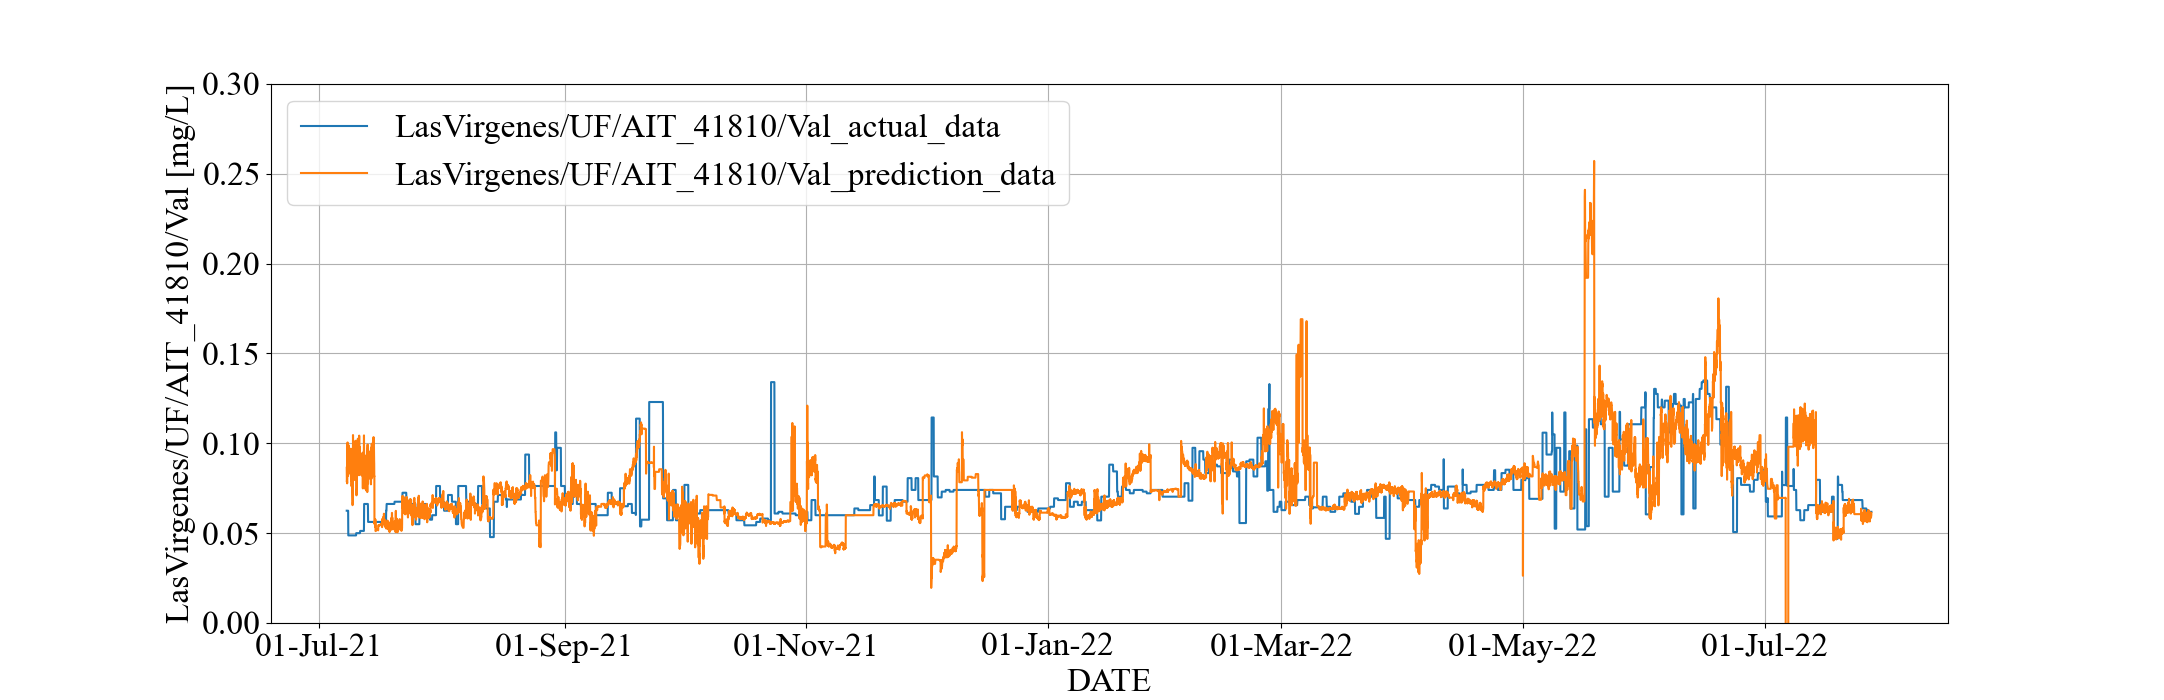 LasVirgenes/UF/AIT_41810/Val [mg/L]
0.30
0.25
0.20
0.15
0.10
0.05
0.00
LasVirgenes/UF/AIT_41810/Val_actual_data
LasVirgenes/UF/AIT_41810/Val_prediction_data
01-Jul-21 01-Sep-21 01-Nov-21 01-Jan-22 01-Mar-22 01-May-22 01-Jul-22
DATE